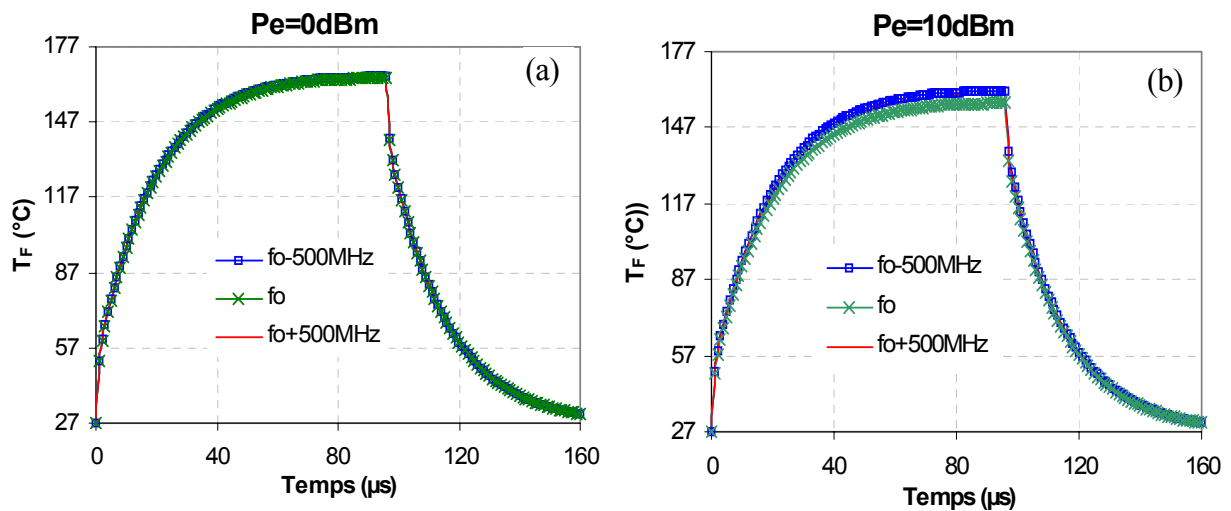 Pe=0dBm
(a)
177
147
117
87
57
27
TF (°C)
fo-500MHz
fo
fo+500MHz
0
40
80
120
160
Temps (µs)
Pe=10dBm
(b)
177
147
117
87
57
27
TF (°C))
fo-500MHz
fo
fo+500MHz
0
40
80
120
160
Temps (µs)